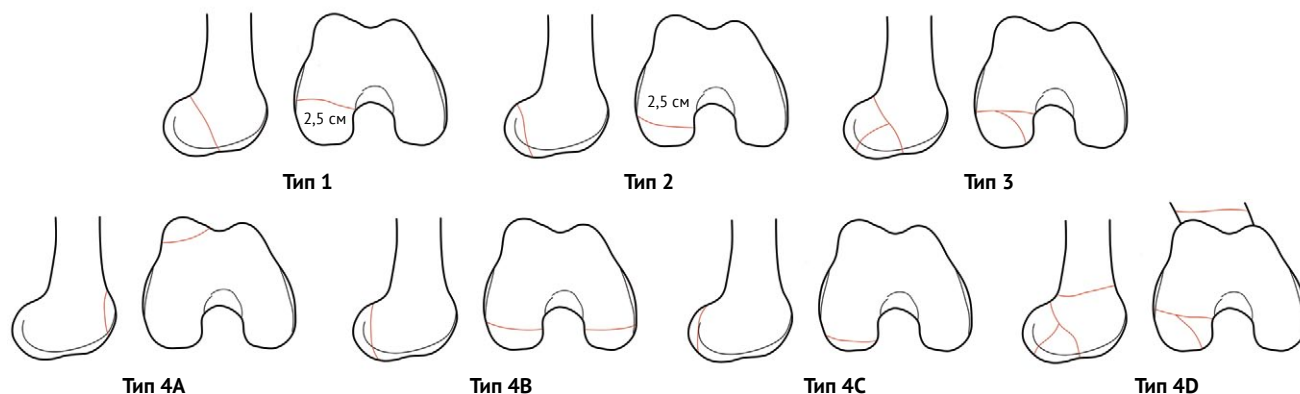 2,5 см
2,5 см
Тип 1
Тип 2
Тип 3
Тип 4A
Тип 4B
Тип 4C
Тип 4D